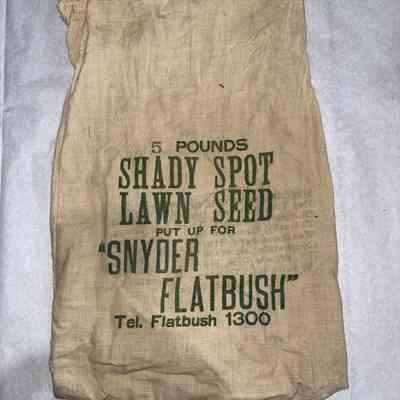 5 POUNDS
SHADY SPOT
LAWN SEED
PUT UP FOR
"SNYDER
FLATBUSH"
Tel. Flatbush 1300